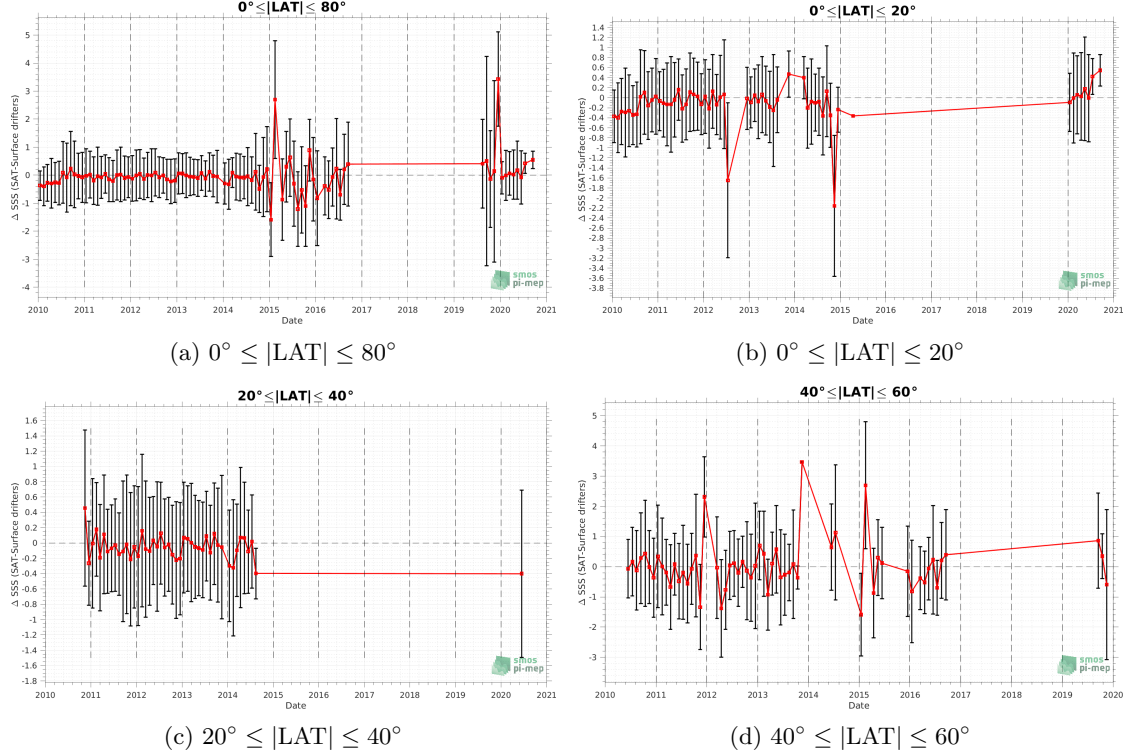 0°≤|LAT|≤ 80°
Δ SSS (SAT-Surface drifters)
5
4
3
2
1
0
-1
-2
-3
-4
2010 2011 2012 2013 2014 2015 2016 2017 2018 2019 2020 2021
Date
smos
pi-mep
(a) 0° ≤ |LAT| ≤ 80°
0°≤|LAT|≤ 20°
Δ SSS (SAT-Surface drifters)
1.4
1.2
1
0.8
0.6
0.4
0.2
0
-0.2
-0.4
-0.6
-0.8
-1
-1.2
-1.4
-1.6
-1.8
-2
-2.2
-2.4
-2.6
-2.8
-3
-3.2
-3.4
-3.6
-3.8
2010 2011 2012 2013 2014 2015 2016 2017 2018 2019 2020 2021
Date
smos
pi-mep
(b) 0° ≤ |LAT| ≤ 20°
20°≤|LAT|≤ 40°
Δ SSS (SAT-Surface drifters)
1.6
1.4
1.2
1
0.8
0.6
0.4
0.2
0
-0.2
-0.4
-0.6
-0.8
-1
-1.2
-1.4
-1.6
-1.8
2010 2011 2012 2013 2014 2015 2016 2017 2018 2019 2020 2021
Date
smos
pi-mep
(c) 20° ≤ |LAT| ≤ 40°
40°≤|LAT|≤ 60°
Δ SSS (SAT-Surface drifters)
5
4
3
2
1
0
-1
-2
-3
2010 2011 2012 2013 2014 2015 2016 2017 2018 2019 2020
Date
smos
pi-mep
(d) 40° ≤ |LAT| ≤ 60°